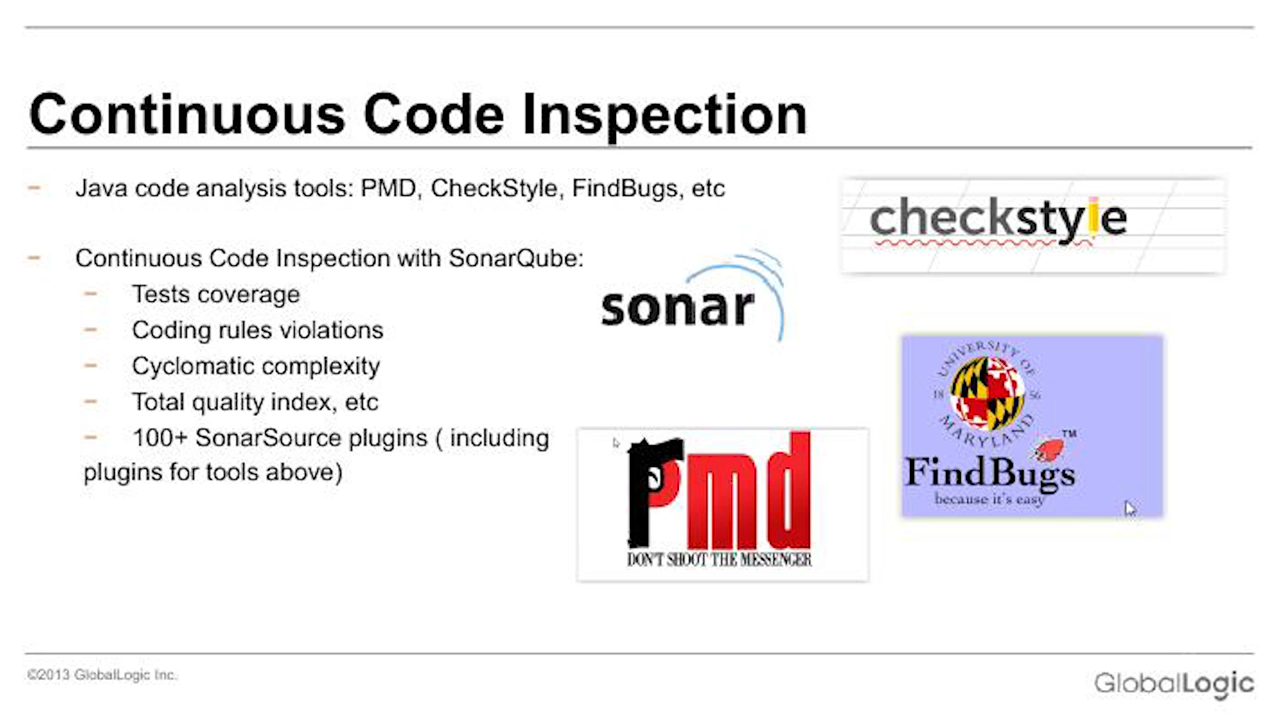 Continuous Code Inspection
– Java code analysis tools: PMD, CheckStyle, FindBugs, etc
– Continuous Code Inspection with SonarQube:
– Tests coverage
– Coding rules violations
– Cyclomatic complexity
– Total quality index, etc
– 100+ SonarSource plugins ( including
plugins for tools above)
checkstyle
sonar
UNIVERSITY OF
18 56
MARYLAND
FindBugs™
because it's easy
pmd
DON'T SHOOT THE MESSENGER
©2013 GlobalLogic Inc.
GlobalLogic